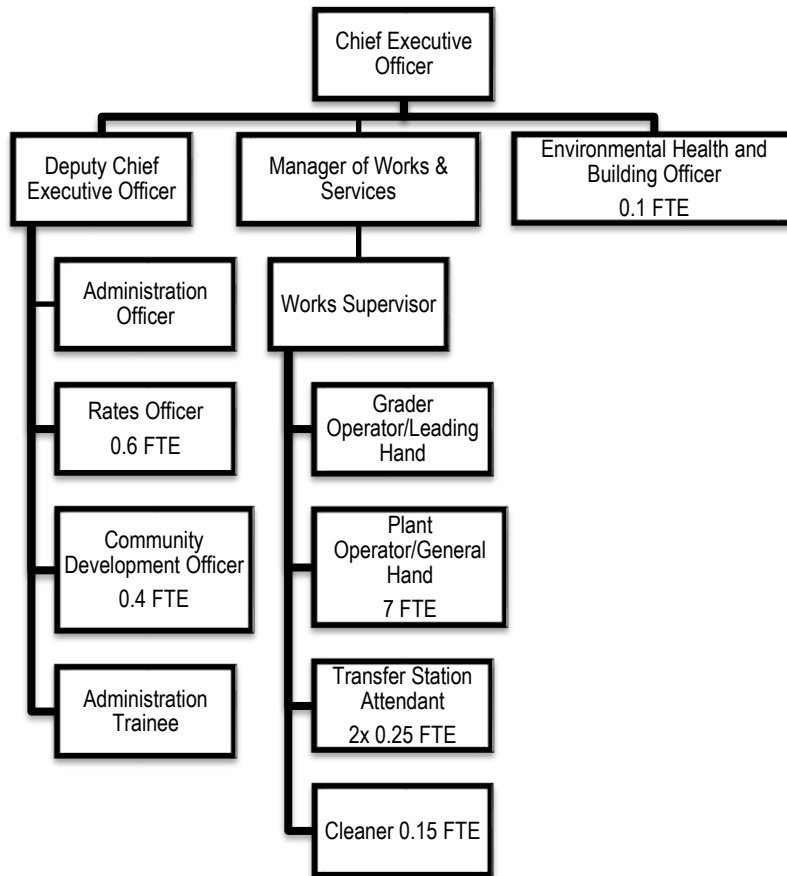 Chief Executive
Officer
Deputy Chief
Executive Officer
Manager of Works &
Services
Environmental Health and
Building Officer
0.1 FTE
Administration
Officer
Rates Officer
0.6 FTE
Community
Development Officer
0.4 FTE
Administration
Trainee
Works Supervisor
Grader
Operator/Leading
Hand
Plant
Operator/General
Hand
7 FTE
Transfer Station
Attendant
2x 0.25 FTE
Cleaner 0.15 FTE